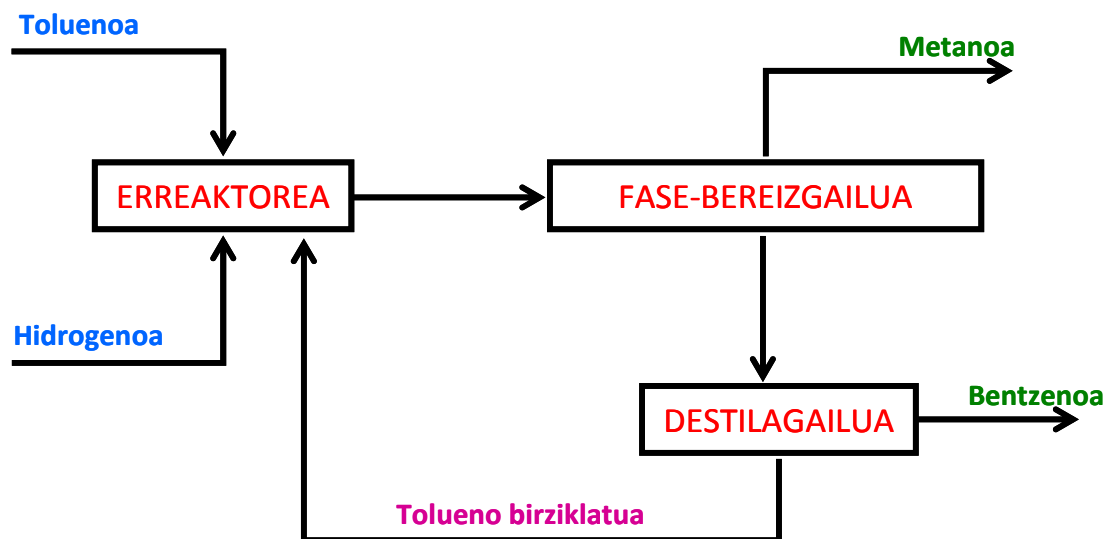 Toluenoa
Metanoa
ERREAKTOREA
FASE-BEREIZGAILUA
Hidrogenoa
Bentzenoa
DESTILAGAILUA
Tolueno birziklatua